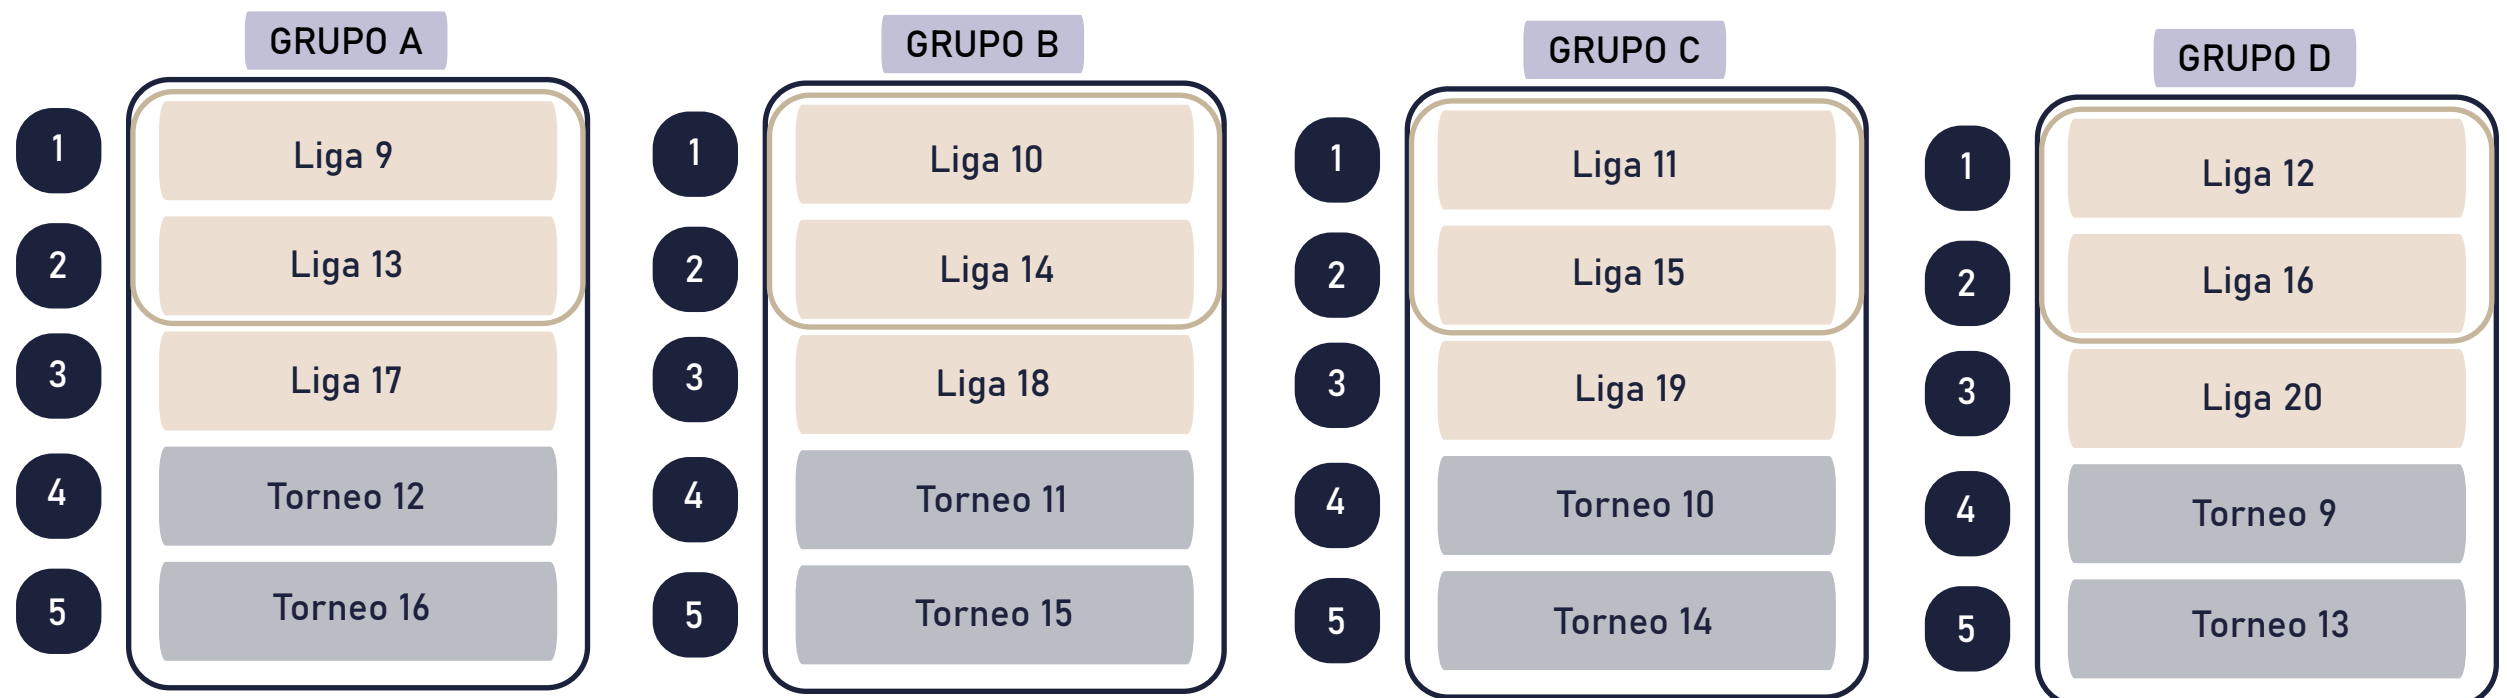 GRUPO A
1
Liga 9
2
Liga 13
3
Liga 17
4
Torneo 12
5
Torneo 16
GRUPO B
1
Liga 10
2
Liga 14
3
Liga 18
4
Torneo 11
5
Torneo 15
GRUPO C
1
Liga 11
2
Liga 15
3
Liga 19
4
Torneo 10
5
Torneo 14
GRUPO D
1
Liga 12
2
Liga 16
3
Liga 20
4
Torneo 9
5
Torneo 13